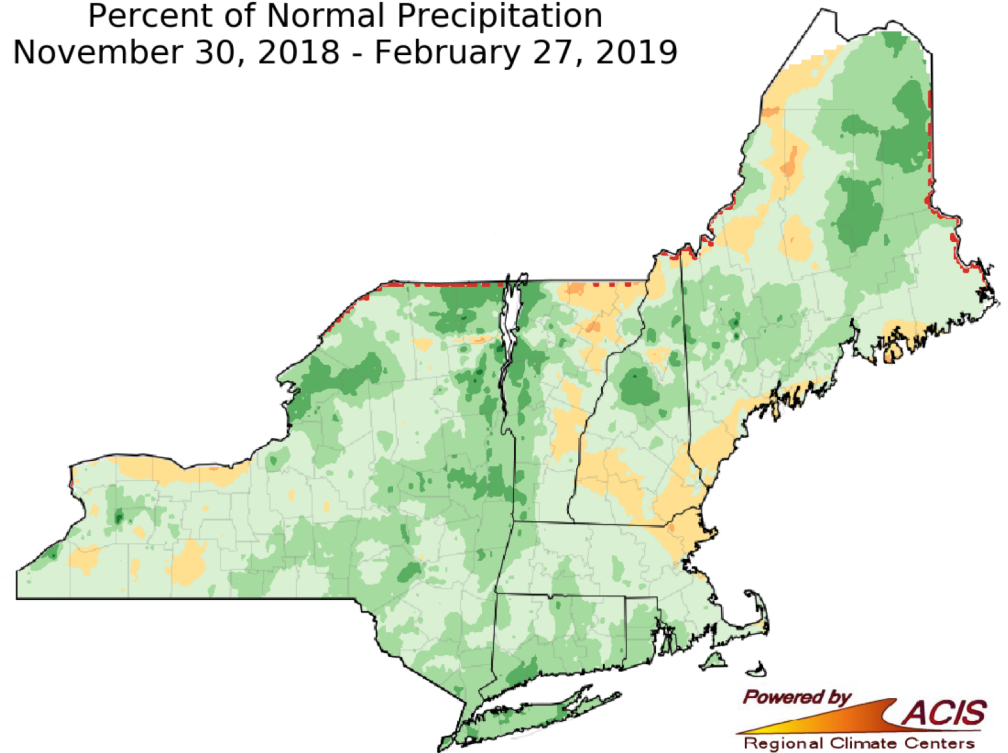 Percent of Normal Precipitation
November 30, 2018 - February 27, 2019
Powered by
ACIS
Regional Climate Centers